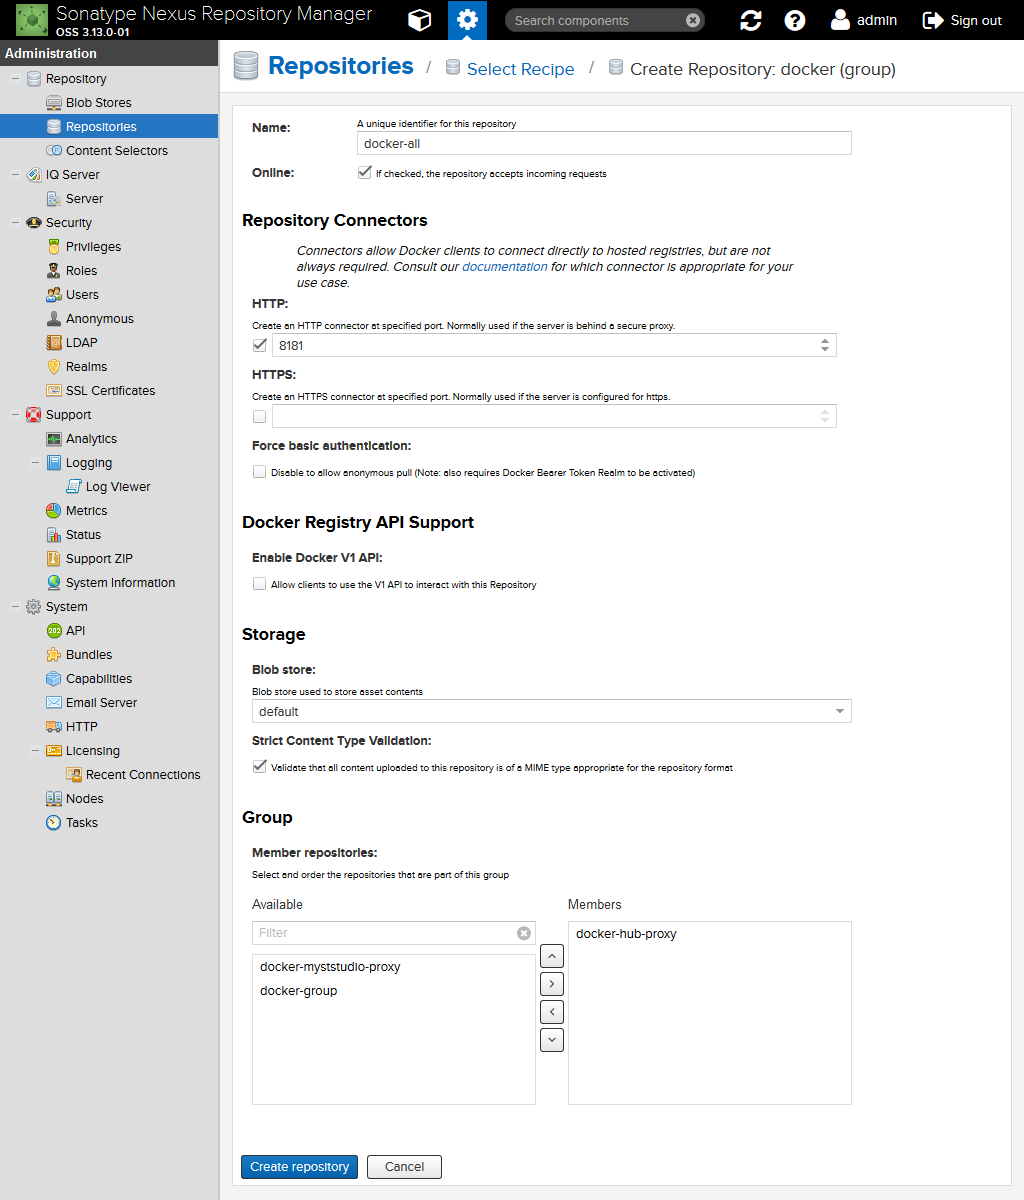 Sonatype Nexus Repository Manager
OSS 3.13.0-01
Search components
admin
Sign out
Administration
Repository
Blob Stores
Repositories
Content Selectors
IQ Server
Server
Security
Privileges
Roles
Users
Anonymous
LDAP
Realms
SSL Certificates
Support
Analytics
Logging
Log Viewer
Metrics
Status
Support ZIP
System Information
System
API
Bundles
Capabilities
Email Server
HTTP
Licensing
Recent Connections
Nodes
Tasks
Repositories / Select Recipe / Create Repository: docker (group)
Name:
A unique identifier for this repository
docker-all
Online:
If checked, the repository accepts incoming requests
Repository Connectors
Connectors allow Docker clients to connect directly to hosted registries, but are not
always required. Consult our documentation for which connector is appropriate for your
use case.
HTTP:
Create an HTTP connector at specified port. Normally used if the server is behind a secure proxy.
8181
HTTPS:
Create an HTTPS connector at specified port. Normally used if the server is configured for https.
Force basic authentication:
Disable to allow anonymous pull (Note: also requires Docker Bearer Token Realm to be activated)
Docker Registry API Support
Enable Docker V1 API:
Allow clients to use the V1 API to interact with this Repository
Storage
Blob store:
Blob store used to store asset contents
default
Strict Content Type Validation:
Validate that all content uploaded to this repository is of a MIME type appropriate for the repository format
Group
Member repositories:
Select and order the repositories that are part of this group
Available
Filter
docker-myststudio-proxy
docker-group
Members
docker-hub-proxy
Create repository
Cancel